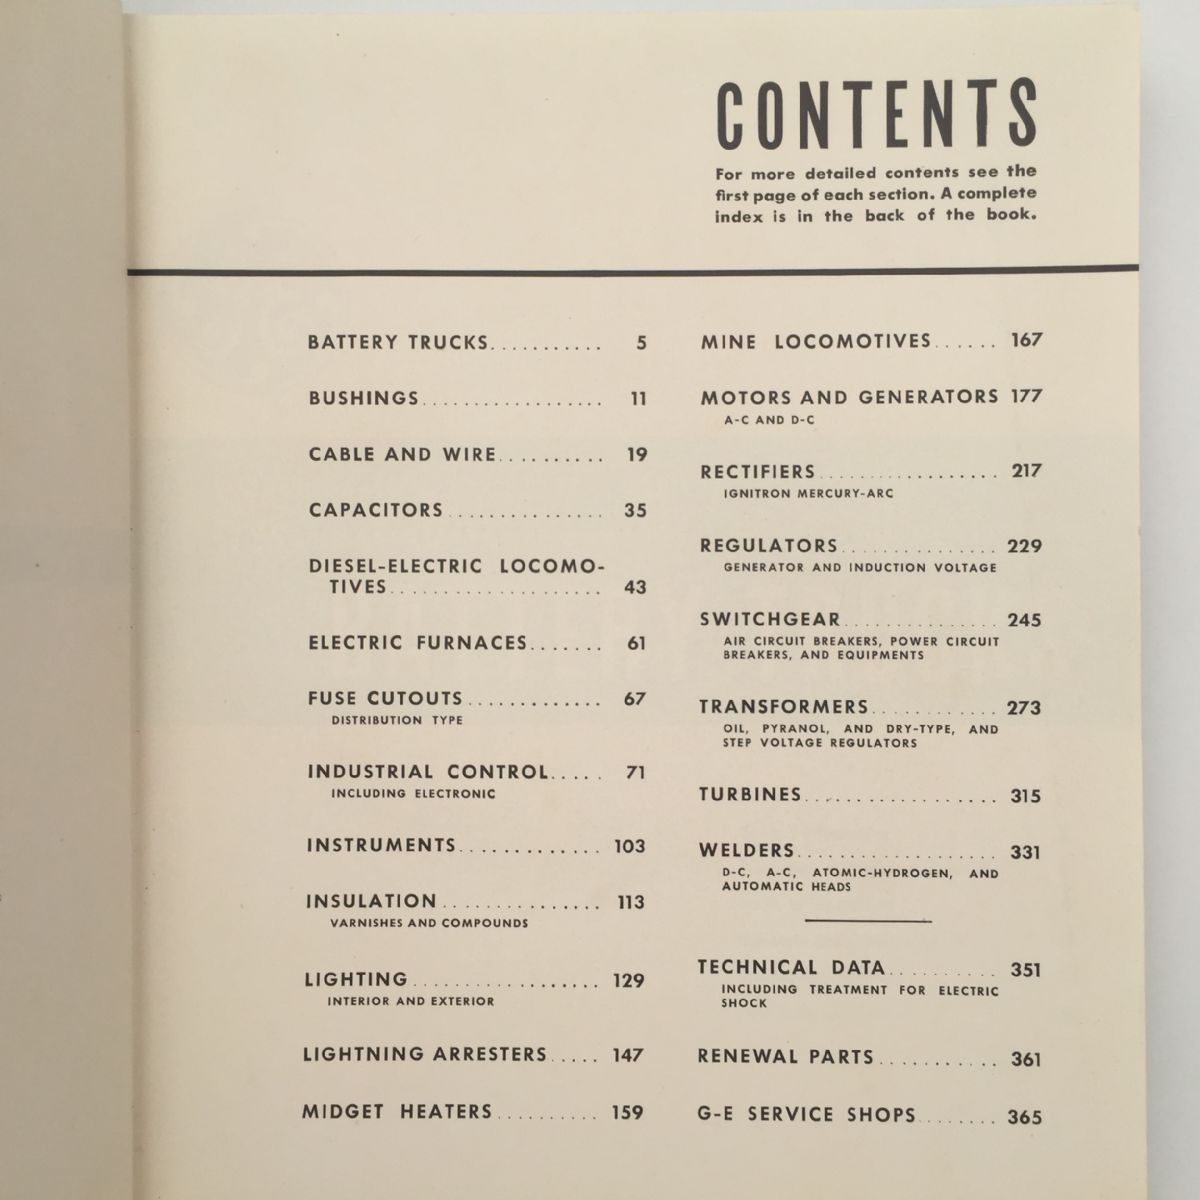 CONTENTS
For more detailed contents see the
first page of each section. A complete
index is in the back of the book.
BATTERY TRUCKS........... 5
BUSHINGS.................. 11
CABLE AND WIRE.......... 19
CAPACITORS............... 35
DIESEL-ELECTRIC LOCOMO-
TIVES.................... 43
ELECTRIC FURNACES....... 61
FUSE CUTOUTS............. 67
DISTRIBUTION TYPE
INDUSTRIAL CONTROL..... 71
INCLUDING ELECTRONIC
INSTRUMENTS............. 103
INSULATION............... 113
VARNISHES AND COMPOUNDS
LIGHTING.................. 129
INTERIOR AND EXTERIOR
LIGHTNING ARRESTERS..... 147
MIDGET HEATERS.......... 159
MINE LOCOMOTIVES...... 167
MOTORS AND GENERATORS 177
A-C AND D-C
RECTIFIERS................. 217
IGNITRON MERCURY-ARC
REGULATORS............... 229
GENERATOR AND INDUCTION VOLTAGE
SWITCHGEAR............... 245
AIR CIRCUIT BREAKERS, POWER CIRCUIT
BREAKERS, AND EQUIPMENTS
TRANSFORMERS............ 273
OIL, PYRANOL, AND DRY-TYPE, AND
STEP VOLTAGE REGULATORS
TURBINES.................. 315
WELDERS................... 331
D-C, A-C, ATOMIC-HYDROGEN, AND
AUTOMATIC HEADS
TECHNICAL DATA.......... 351
INCLUDING TREATMENT FOR ELECTRIC
SHOCK
RENEWAL PARTS........... 361
G-E SERVICE SHOPS........ 365